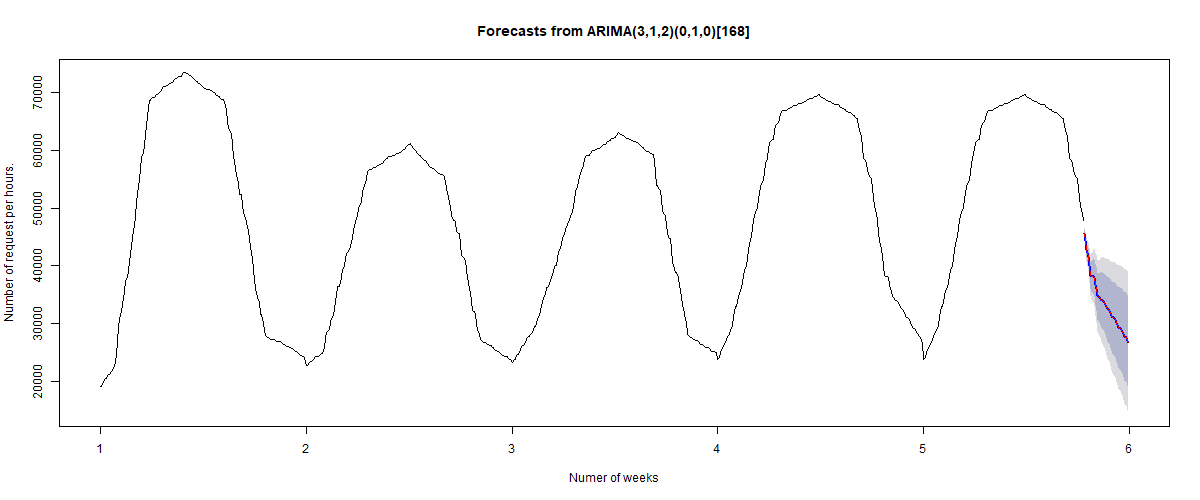 Forecasts from ARIMA(3,1,2)(0,1,0)[168]
Number of request per hours.
70000
60000
50000
40000
30000
20000
1 2 3 4 5 6
Numer of weeks